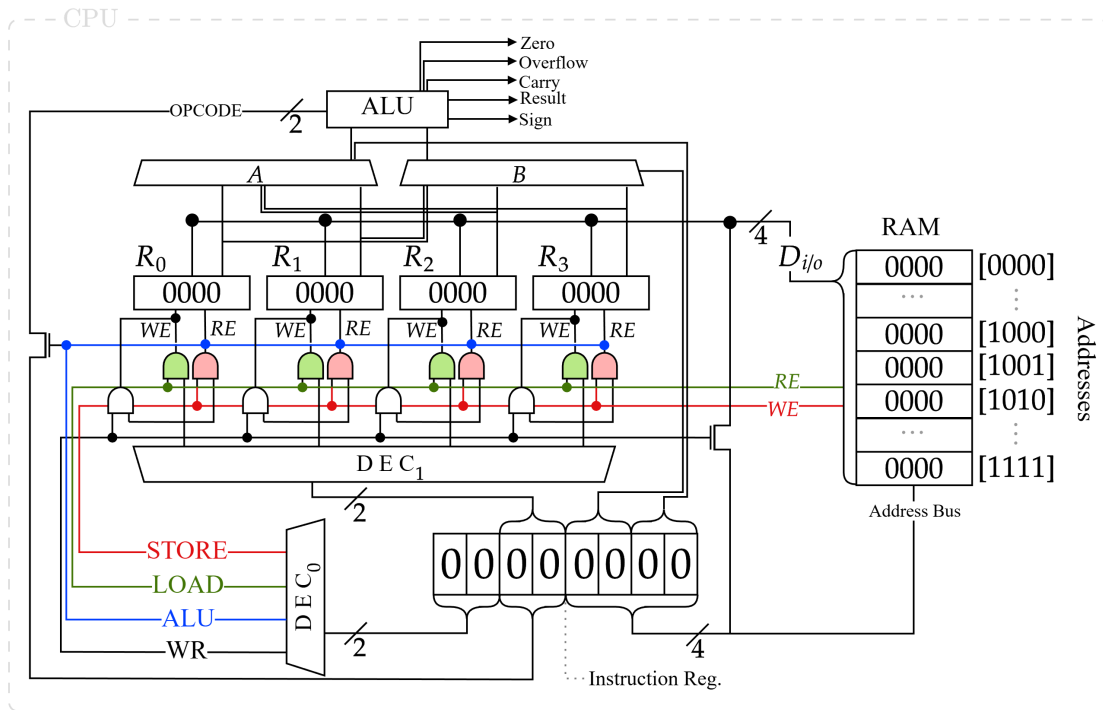 CPU
Zero
Overflow
Carry
Result
Sign
OPCODE
2
ALU
A
B
4
D i/o
RAM
R0
R1
R2
R3
0000
0000
0000
0000
WE
RE
WE
RE
WE
RE
WE
RE
0000 [0000]
...
0000 [1000]
0000 [1001]
0000 [1010]
...
0000 [1111]
Addresses
RE
WE
Address Bus
DEC1
2
STORE
LOAD
ALU
WR
DEC0
2
0 0 0 0 0 0 0 0
4
Instruction Reg.